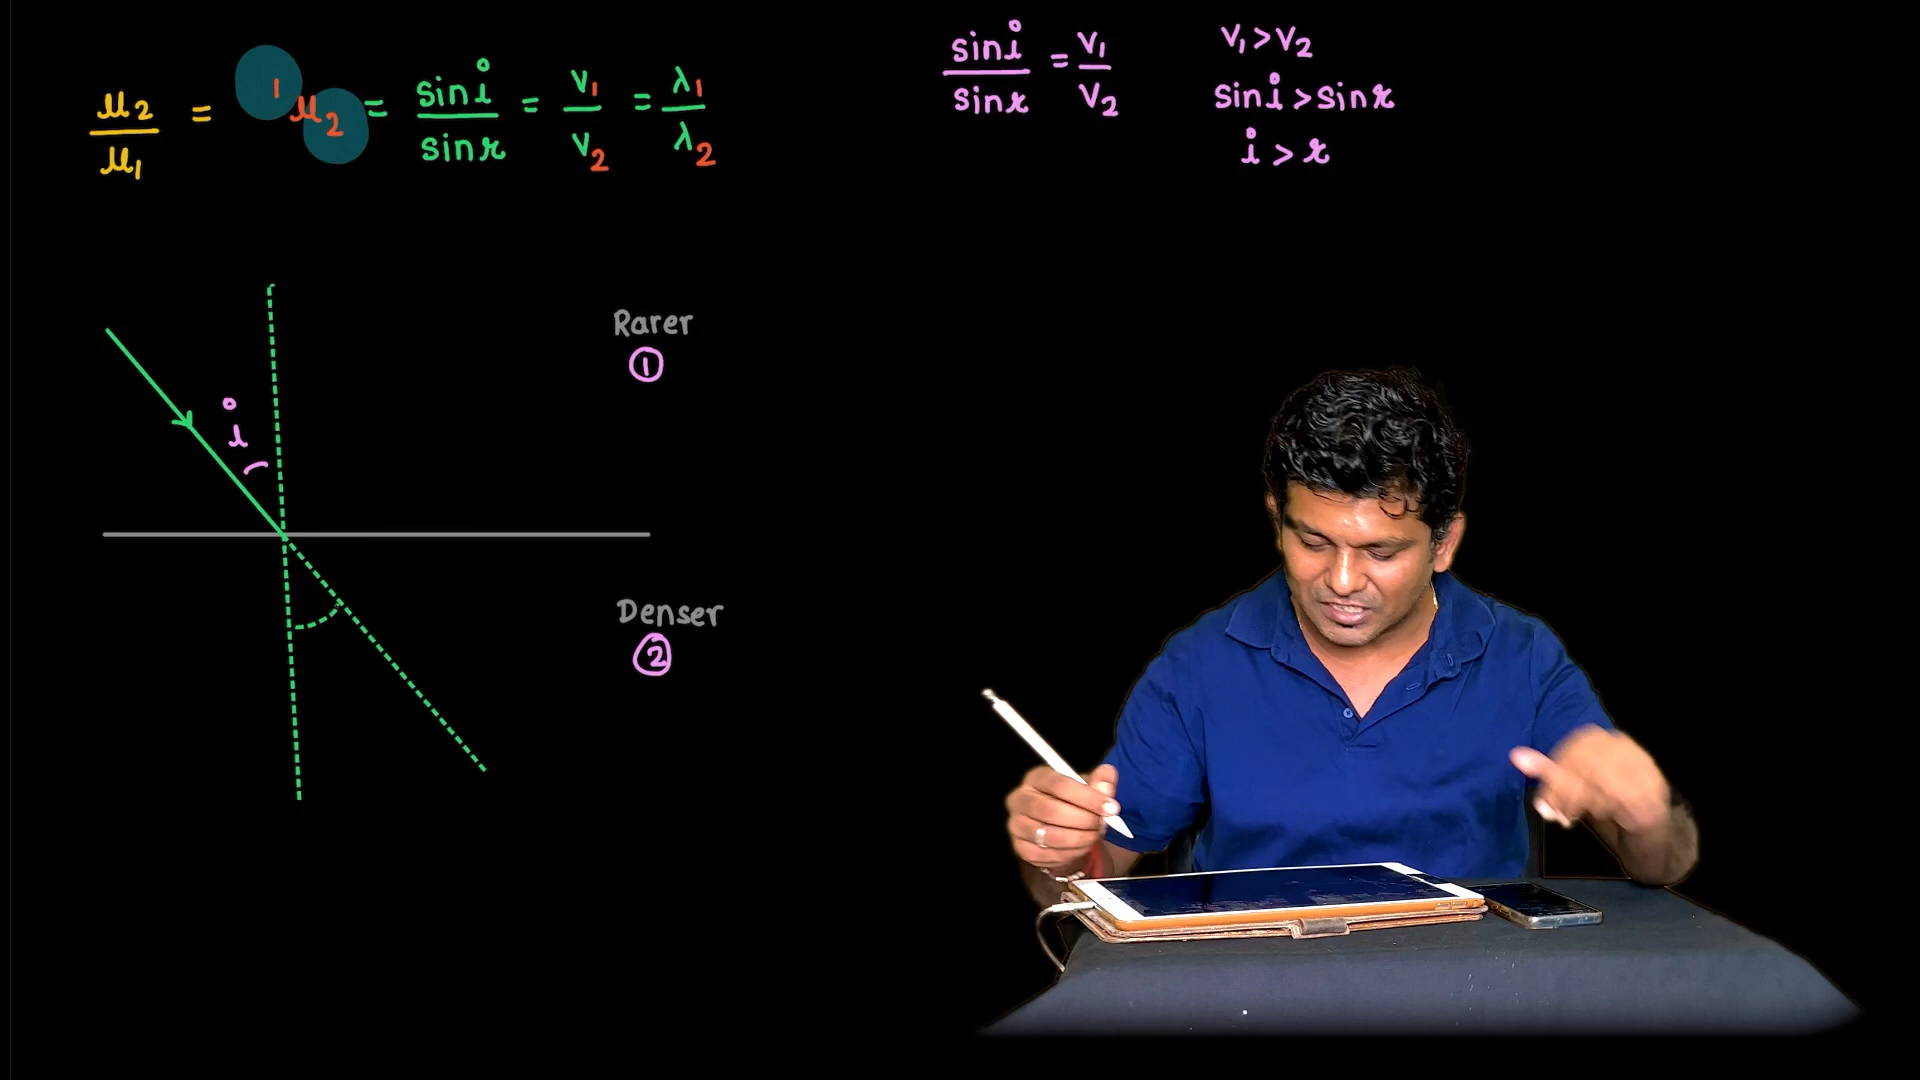 μ2/μ1 = 1μ2 = sin i/sin r = v1/v2 = λ1/λ2
sin i/sin r = v1/v2
v1>v2
sin i>sin r
i > r
Rarer
1
i
Denser
2